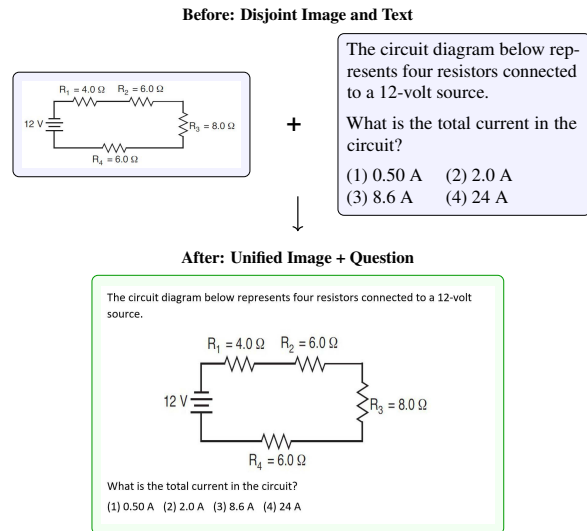 Before: Disjoint Image and Text
R₁ = 4.0 Ω R₂ = 6.0 Ω
12 V
R₃ = 8.0 Ω
R₄ = 6.0 Ω
+
The circuit diagram below rep-
resents four resistors connected
to a 12-volt source.
What is the total current in the
circuit?
(1) 0.50 A (2) 2.0 A
(3) 8.6 A (4) 24 A
After: Unified Image + Question
The circuit diagram below represents four resistors connected to a 12-volt
source.
R₁ = 4.0 Ω R₂ = 6.0 Ω
12 V
R₃ = 8.0 Ω
R₄ = 6.0 Ω
What is the total current in the circuit?
(1) 0.50 A (2) 2.0 A (3) 8.6 A (4) 24 A